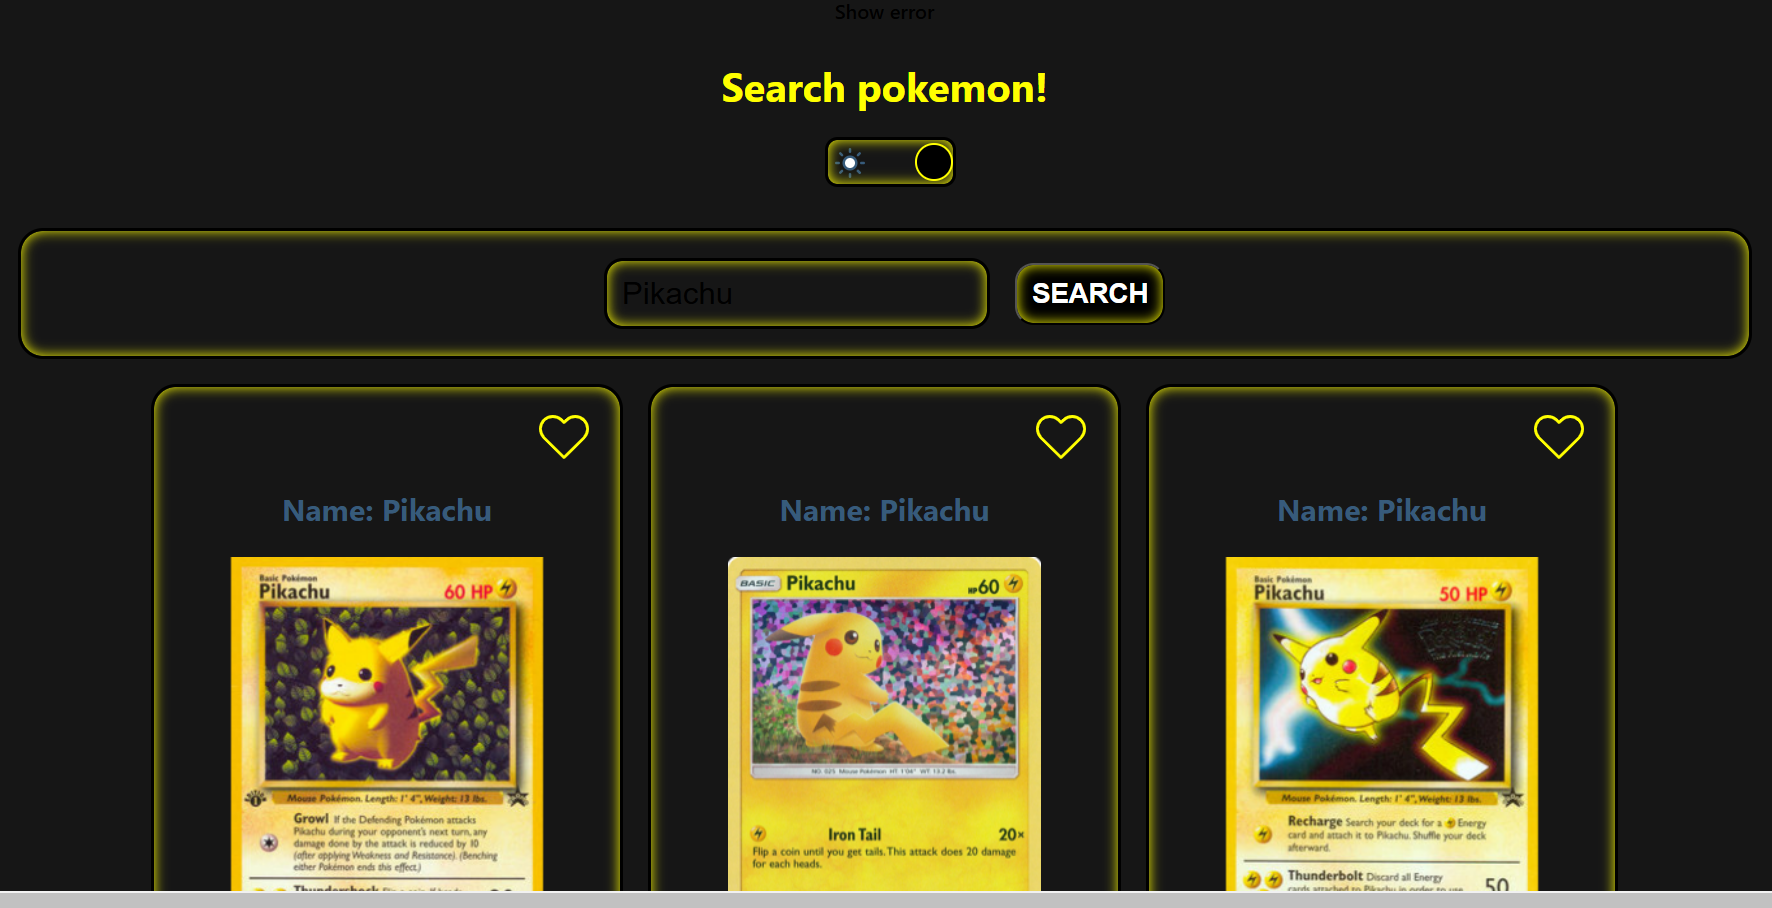 Show error
Search pokemon!
Pikachu
SEARCH
Name: Pikachu
Name: Pikachu
Name: Pikachu
Basic Pokémon
Pikachu
60 HP
Mouse Pokémon. Length: 1' 4", Weight: 13 lbs.
Growl If the Defending Pokémon attacks
Pikachu during your opponent's next turn, any
damage done by the attack is reduced by 10
(after applying Weakness and Resistance). (Benching
either Pokémon ends this effect.)
Thundershock
BASIC
Pikachu
HP60
NO. 025 Mouse Pokémon HT: 1'04" WT: 13.2 lbs.
Iron Tail 20×
Flip a coin until you get tails. This attack does 20 damage
for each heads.
Basic Pokémon
Pikachu
50 HP
Mouse Pokémon. Length: 1' 4", Weight: 13 lbs.
Recharge Search your deck for a Energy
card and attach it to Pikachu. Shuffle your deck
afterward.
Thunderbolt Discard all Energy
cards attached to Pikachu in order to use
50